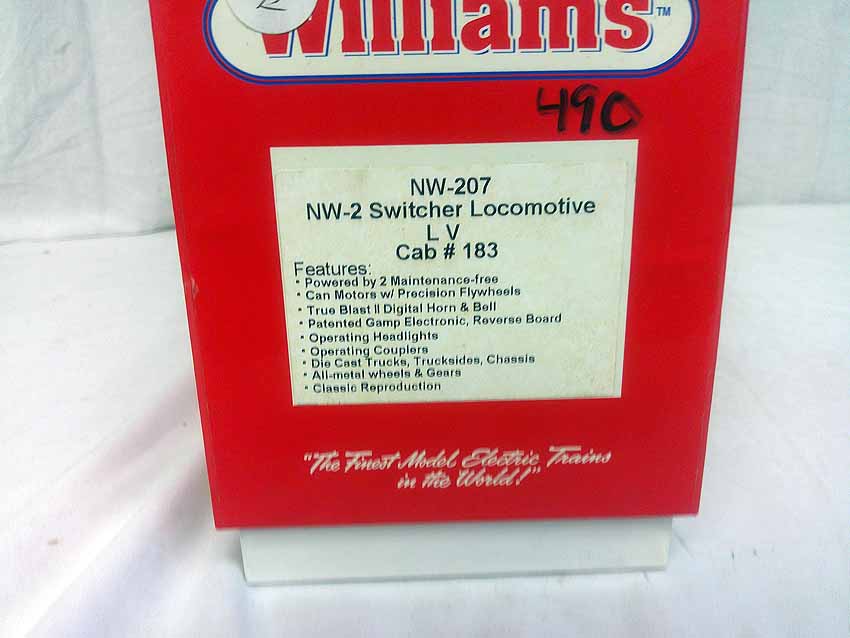 2
Williams™
490
NW-207
NW-2 Switcher Locomotive
L V
Cab # 183
Features:
• Powered by 2 Maintenance-free
• Can Motors w/ Precision Flywheels
• True Blast II Digital Horn & Bell
• Patented Gamp Electronic, Reverse Board
• Operating Headlights
• Operating Couplers
• Die Cast Trucks, Trucksides, Chassis
• All-metal wheels & Gears
• Classic Reproduction
"The Finest Model Electric Trains
in the World!"